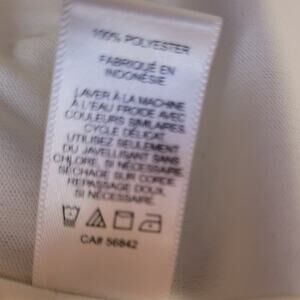 100% POLYESTER
FABRIQUÉ EN
INDONÉSIE
LAVER À LA MACHINE
À L'EAU FROIDE AVEC
COULEURS SIMILAIRES,
CYCLE DÉLICAT.
UTILISEZ SEULEMENT
DU JAVELLISANT SANS
CHLORE, SI NÉCESSAIRE.
SÉCHAGE SUR CORDE.
REPASSAGE DOUX,
SI NÉCESSAIRE.
CA# 56842